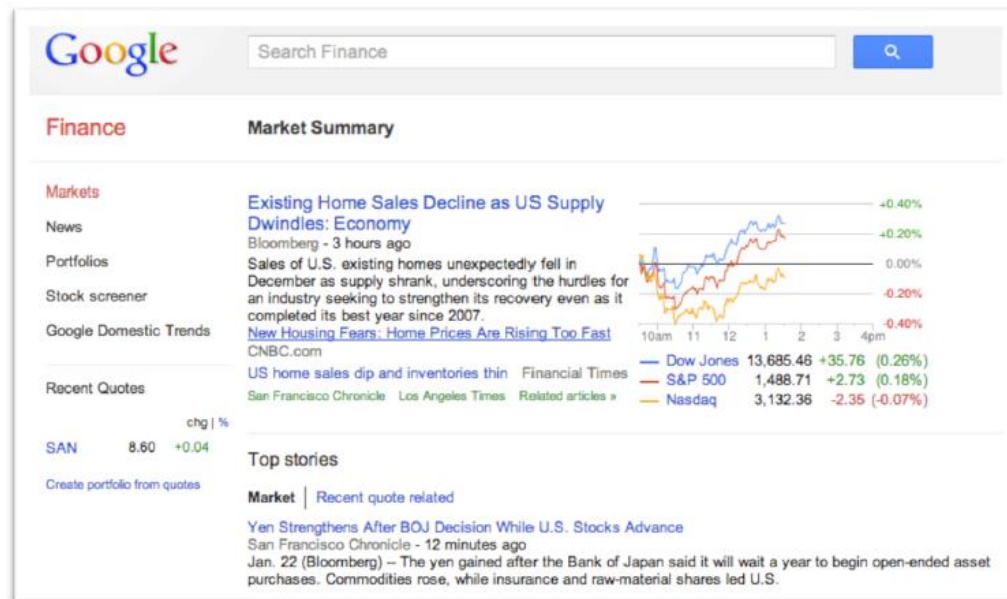 Google
Search Finance
Finance
Market Summary
Markets
News
Portfolios
Stock screener
Google Domestic Trends
Recent Quotes
chg | %
SAN 8.60 +0.04
Create portfolio from quotes
Existing Home Sales Decline as US Supply
Dwindles: Economy
Bloomberg - 3 hours ago
Sales of U.S. existing homes unexpectedly fell in
December as supply shrank, underscoring the hurdles for
an industry seeking to strengthen its recovery even as it
completed its best year since 2007.
New Housing Fears: Home Prices Are Rising Too Fast
CNBC.com
US home sales dip and inventories thin Financial Times
San Francisco Chronicle Los Angeles Times Related articles »
+0.40%
+0.20%
0.00%
-0.20%
-0.40%
10am 11 12 1 2 3 4pm
Dow Jones 13,685.46 +35.76 (0.26%)
S&P 500 1,488.71 +2.73 (0.18%)
Nasdaq 3,132.36 -2.35 (-0.07%)
Top stories
Market | Recent quote related
Yen Strengthens After BOJ Decision While U.S. Stocks Advance
San Francisco Chronicle - 12 minutes ago
Jan. 22 (Bloomberg) -- The yen gained after the Bank of Japan said it will wait a year to begin open-ended asset
purchases. Commodities rose, while insurance and raw-material shares led U.S.